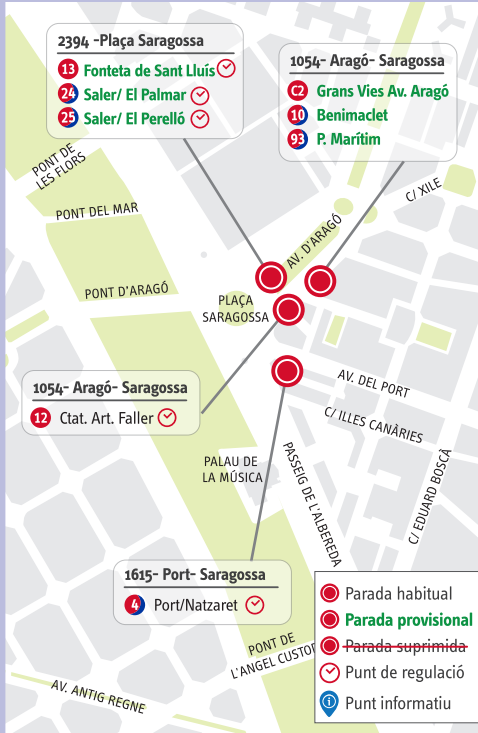 2394 -Plaça Saragossa
13 Fonteta de Sant Lluís
24 Saler/ El Palmar
25 Saler/ El Perelló
1054- Aragó- Saragossa
C2 Grans Vies Av. Aragó
10 Benimaclet
93 P. Marítim
PONT DE
LES FLORS
PONT DEL MAR
C/ XILE
AV. D'ARAGÓ
PONT D'ARAGÓ
PLAÇA
SARAGOSSA
1054- Aragó- Saragossa
12 Ctat. Art. Faller
AV. DEL PORT
C/ ILLES CANÀRIES
PALAU DE
LA MÚSICA
PASSEIG DE L'ALBEREDA
C/ EDUARD BOSCÀ
1615- Port- Saragossa
4 Port/Natzaret
PONT DE
L'ANGEL CUSTOD
AV. ANTIG REGNE
Parada habitual
Parada provisional
Parada suprimida
Punt de regulació
Punt informatiu